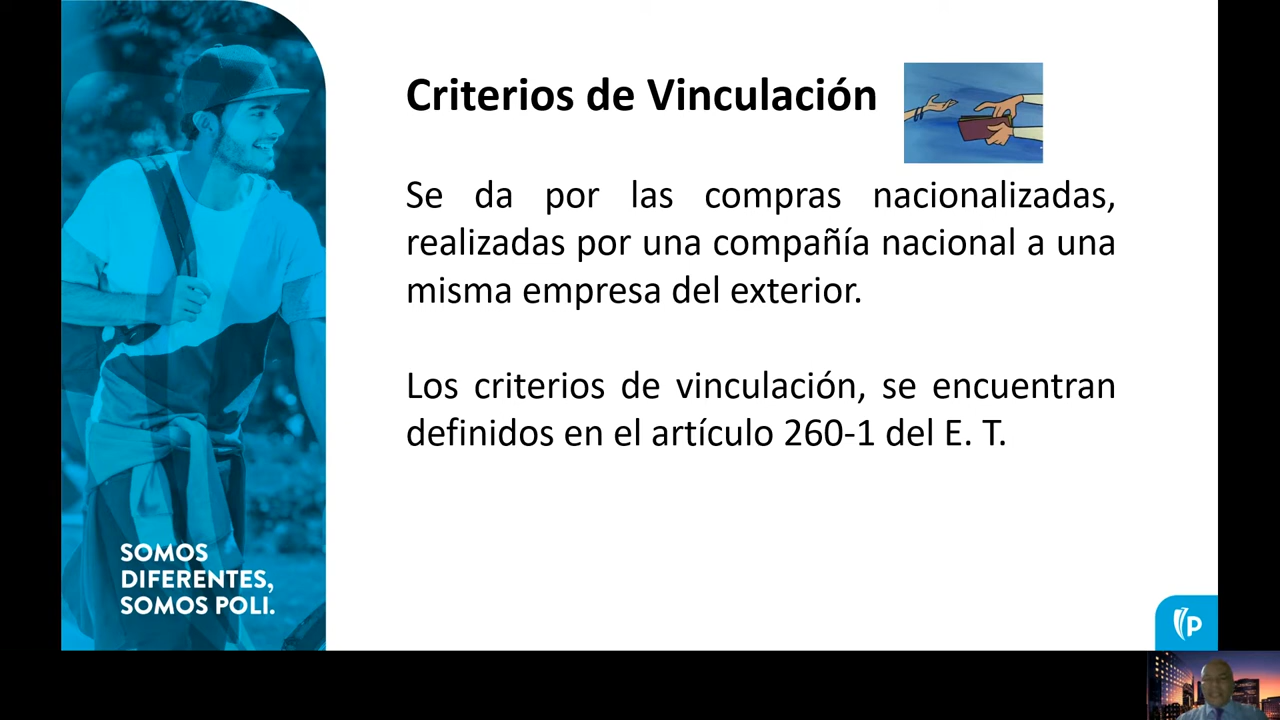 Criterios de Vinculación
Se da por las compras nacionalizadas,
realizadas por una compañía nacional a una
misma empresa del exterior.
Los criterios de vinculación, se encuentran
definidos en el artículo 260-1 del E. T.
SOMOS
DIFERENTES,
SOMOS POLI.
P